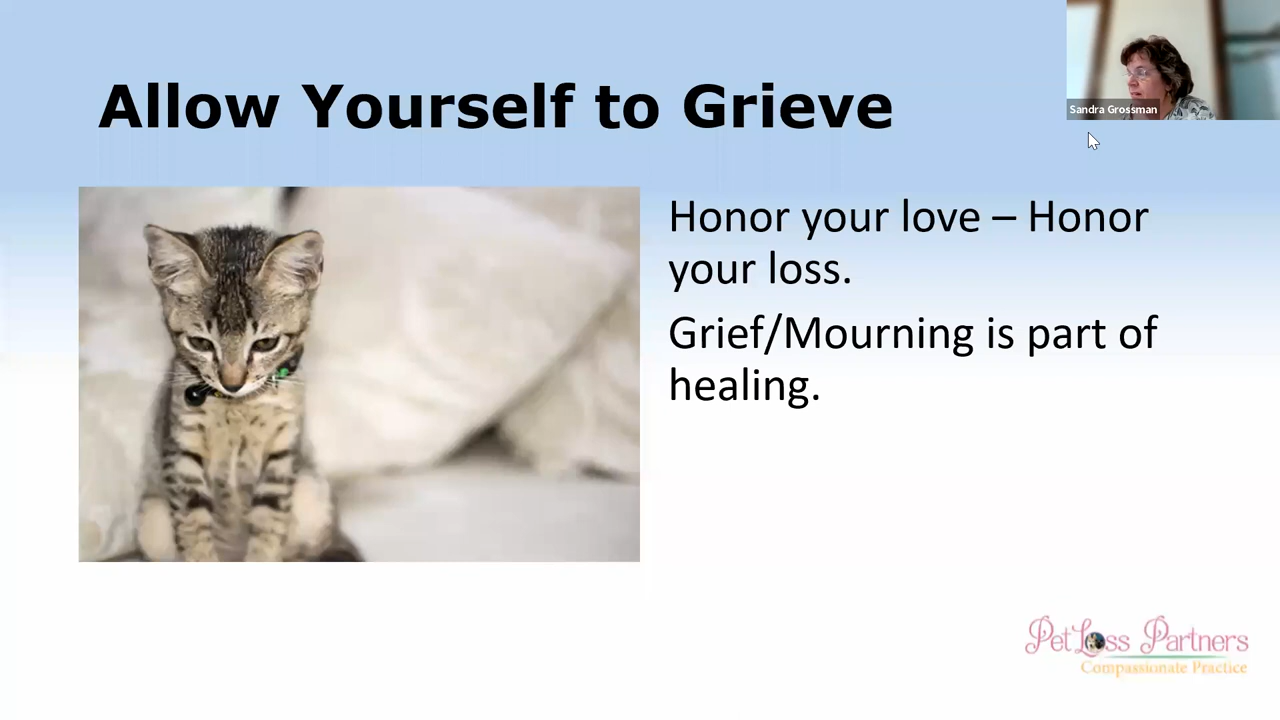 Sandra Grossman
Allow Yourself to Grieve
Honor your love – Honor
your loss.
Grief/Mourning is part of
healing.
Pet Loss Partners
Compassionate Practice